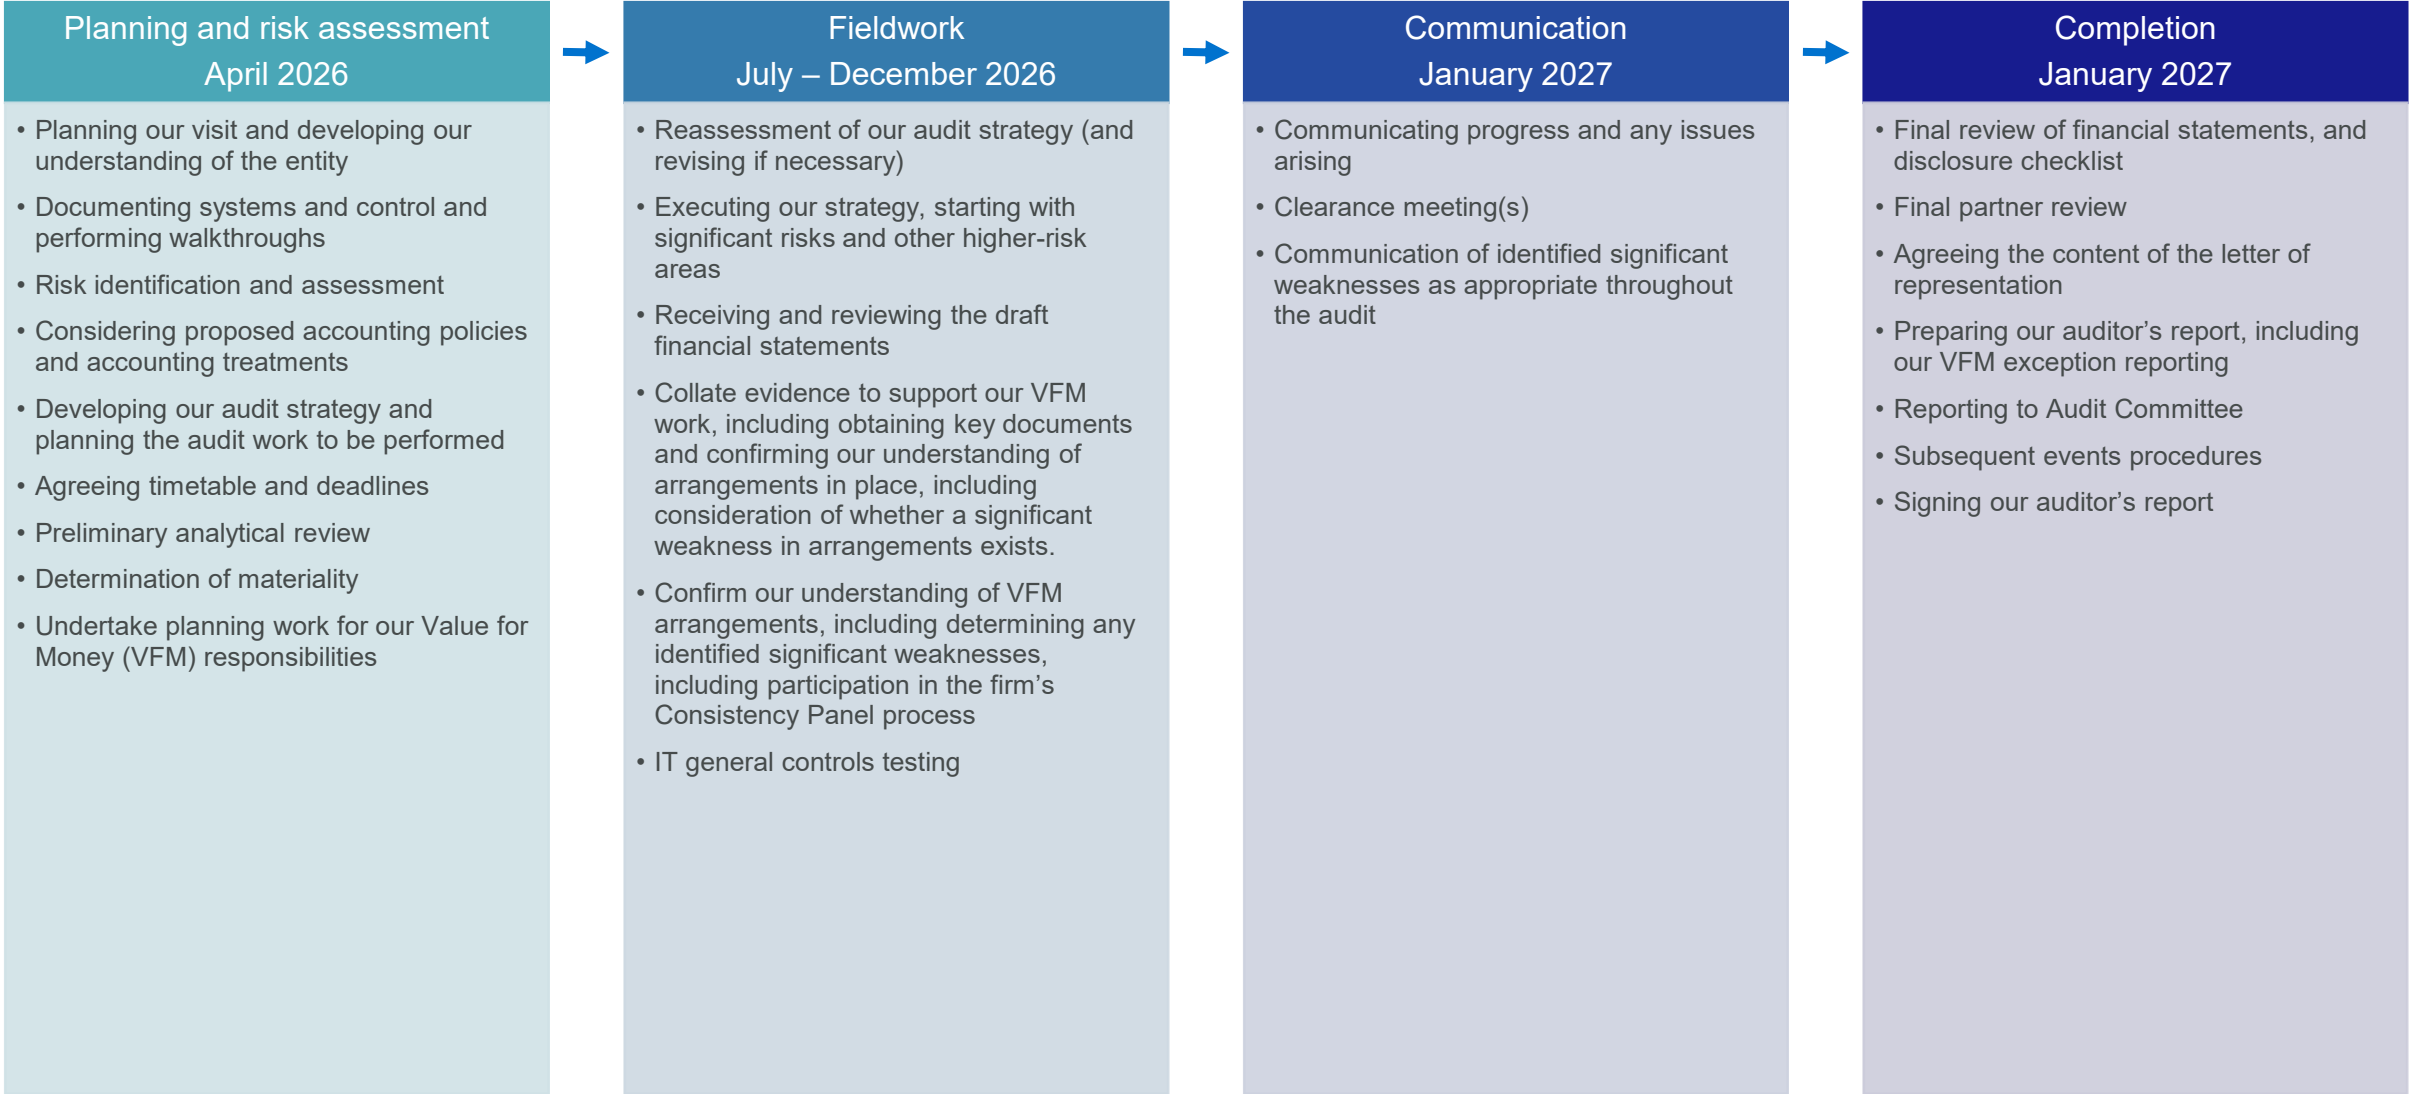 Planning and risk assessment
April 2026
• Planning our visit and developing our
understanding of the entity
• Documenting systems and control and
performing walkthroughs
• Risk identification and assessment
• Considering proposed accounting policies
and accounting treatments
• Developing our audit strategy and
planning the audit work to be performed
• Agreeing timetable and deadlines
• Preliminary analytical review
• Determination of materiality
• Undertake planning work for our Value for
Money (VFM) responsibilities
Fieldwork
July – December 2026
• Reassessment of our audit strategy (and
revising if necessary)
• Executing our strategy, starting with
significant risks and other higher-risk
areas
• Receiving and reviewing the draft
financial statements
• Collate evidence to support our VFM
work, including obtaining key documents
and confirming our understanding of
arrangements in place, including
consideration of whether a significant
weakness in arrangements exists.
• Confirm our understanding of VFM
arrangements, including determining any
identified significant weaknesses,
including participation in the firm’s
Consistency Panel process
• IT general controls testing
Communication
January 2027
• Communicating progress and any issues
arising
• Clearance meeting(s)
• Communication of identified significant
weaknesses as appropriate throughout
the audit
Completion
January 2027
• Final review of financial statements, and
disclosure checklist
• Final partner review
• Agreeing the content of the letter of
representation
• Preparing our auditor’s report, including
our VFM exception reporting
• Reporting to Audit Committee
• Subsequent events procedures
• Signing our auditor’s report